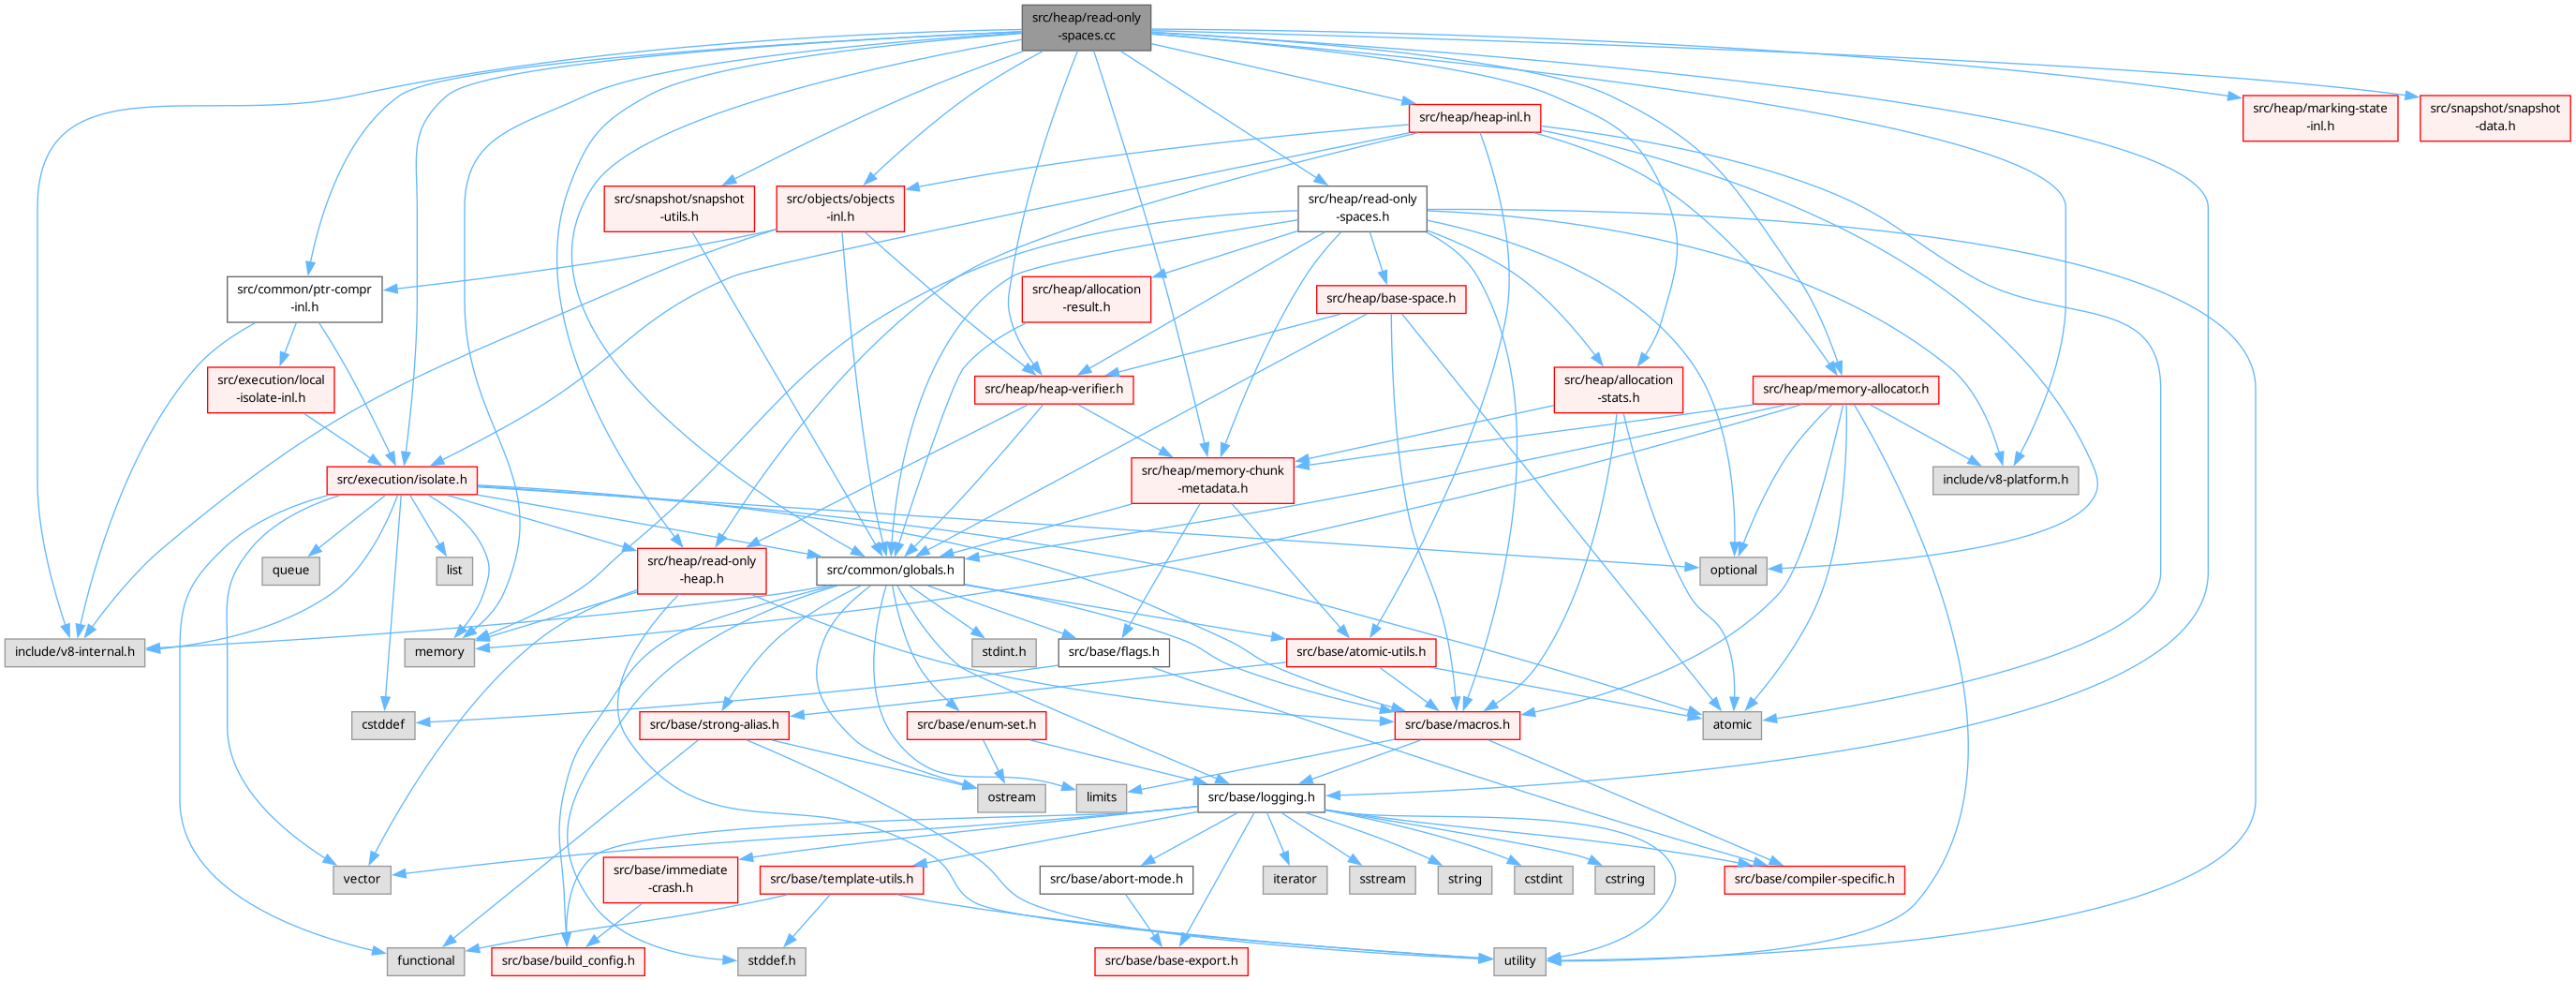 src/heap/read-only
-spaces.cc
src/heap/marking-state
-inl.h
src/snapshot/snapshot
-data.h
src/heap/heap-inl.h
src/snapshot/snapshot
-utils.h
src/objects/objects
-inl.h
src/heap/read-only
-spaces.h
src/common/ptr-compr
-inl.h
src/heap/allocation
-result.h
src/heap/base-space.h
src/execution/local
-isolate-inl.h
src/heap/heap-verifier.h
src/heap/allocation
-stats.h
src/heap/memory-allocator.h
src/execution/isolate.h
src/heap/memory-chunk
-metadata.h
include/v8-platform.h
queue
list
src/heap/read-only
-heap.h
src/common/globals.h
optional
include/v8-internal.h
memory
stdint.h
src/base/flags.h
src/base/atomic-utils.h
cstddef
src/base/strong-alias.h
src/base/enum-set.h
src/base/macros.h
atomic
ostream
limits
src/base/logging.h
vector
src/base/immediate
-crash.h
src/base/template-utils.h
src/base/abort-mode.h
iterator
sstream
string
cstdint
cstring
src/base/compiler-specific.h
functional
src/base/build_config.h
stddef.h
src/base/base-export.h
utility